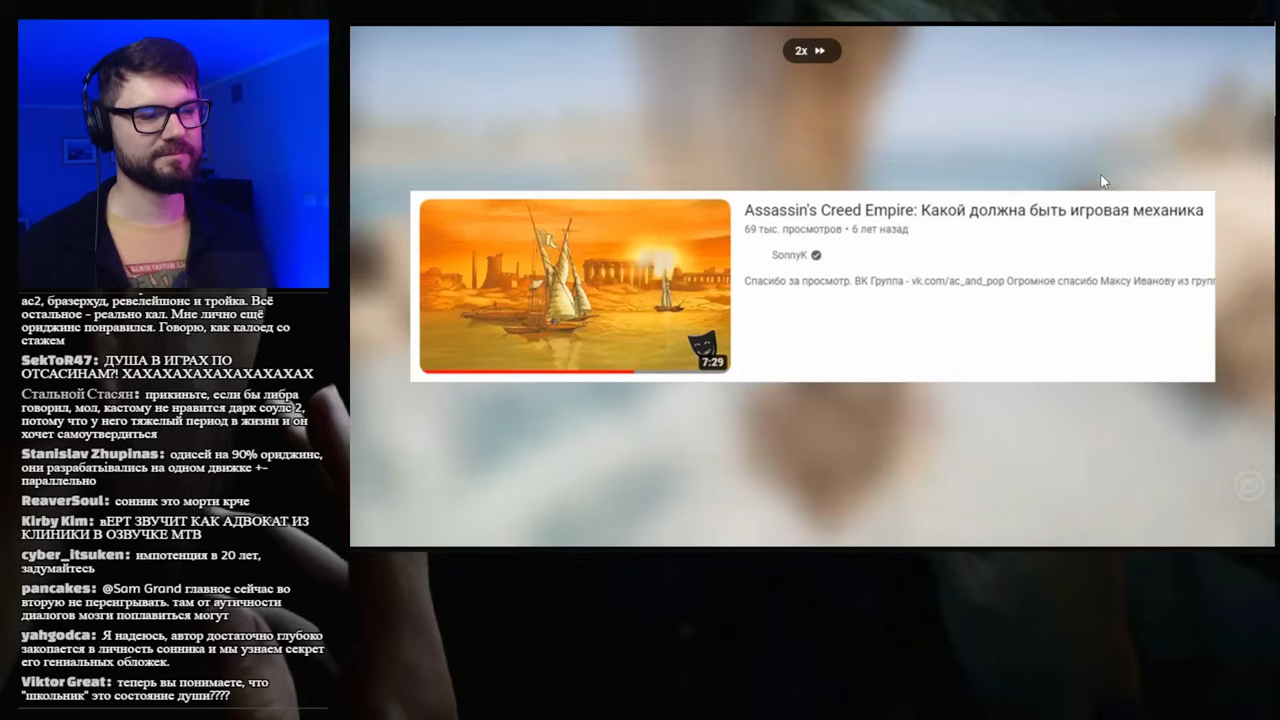 2x
Assassin's Creed Empire: Какой должна быть игровая механика
69 тыс. просмотров • 6 лет назад
SonnyK
Спасибо за просмотр. ВК Группа - vk.com/ac_and_pop Огромное спасибо Максу Иванову из групп
7:29
ас2, бразерхуд, ревелейшонс и тройка. Всё
остальное - реально кал. Мне лично ещё
ориджинс понравился. Говорю, как калоед со
стажем
SekToR47: ДУША В ИГРАХ ПО
ОТСАСИНАМ?! ХАХАХАХАХАХАХАХАХАХ
Стальной Стасян: прикиньте, если бы либра
говорил, мол, кастому не нравится дарк соулс 2,
потому что у него тяжелый период в жизни и он
хочет самоутвердиться
Stanislav Zhupinas: одисей на 90% ориджинс,
они разрабатывались на одном движке +-
параллельно
ReaverSoul: сонник это морти крче
Kirby Kim: вЕРТ ЗВУЧИТ КАК АДВОКАТ ИЗ
КЛИНИКИ В ОЗВУЧКЕ МТВ
cyber_itsuken: импотенция в 20 лет,
задумайтесь
pancakes: @Sam Grand главное сейчас во
вторую не переигрывать. там от аутичности
диалогов мозги поплавиться могут
yahgodca: Я надеюсь, автор достаточно глубоко
закопается в личность сонника и мы узнаем секрет
его гениальных обложек.
Viktor Great: теперь вы понимаете, что
"школьник" это состояние души????